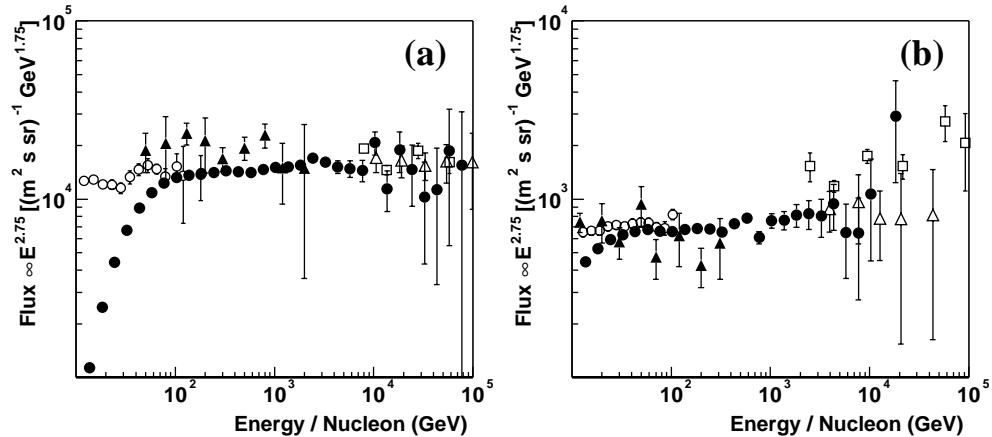 (a)
10^5
10^4
Flux ∞ E^2.75 [(m^2 s sr)^-1 GeV^1.75]
10^2
10^3
10^4
10^5
Energy / Nucleon (GeV)
(b)
10^4
10^3
Flux ∞ E^2.75 [(m^2 s sr)^-1 GeV^1.75]
10^2
10^3
10^4
10^5
Energy / Nucleon (GeV)